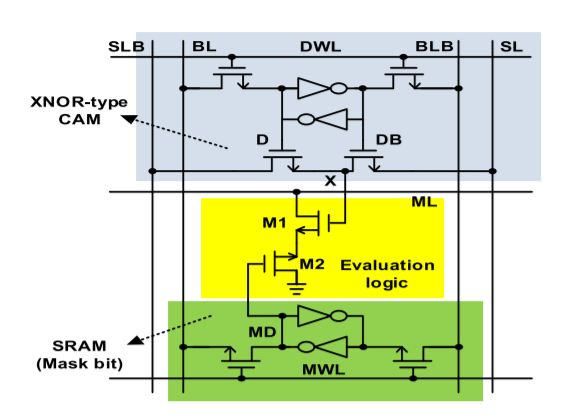 SLB BL DWL BLB SL
XNOR-type
CAM
D DB
X
ML
M1
M2
Evaluation
logic
MD
SRAM
(Mask bit)
MWL